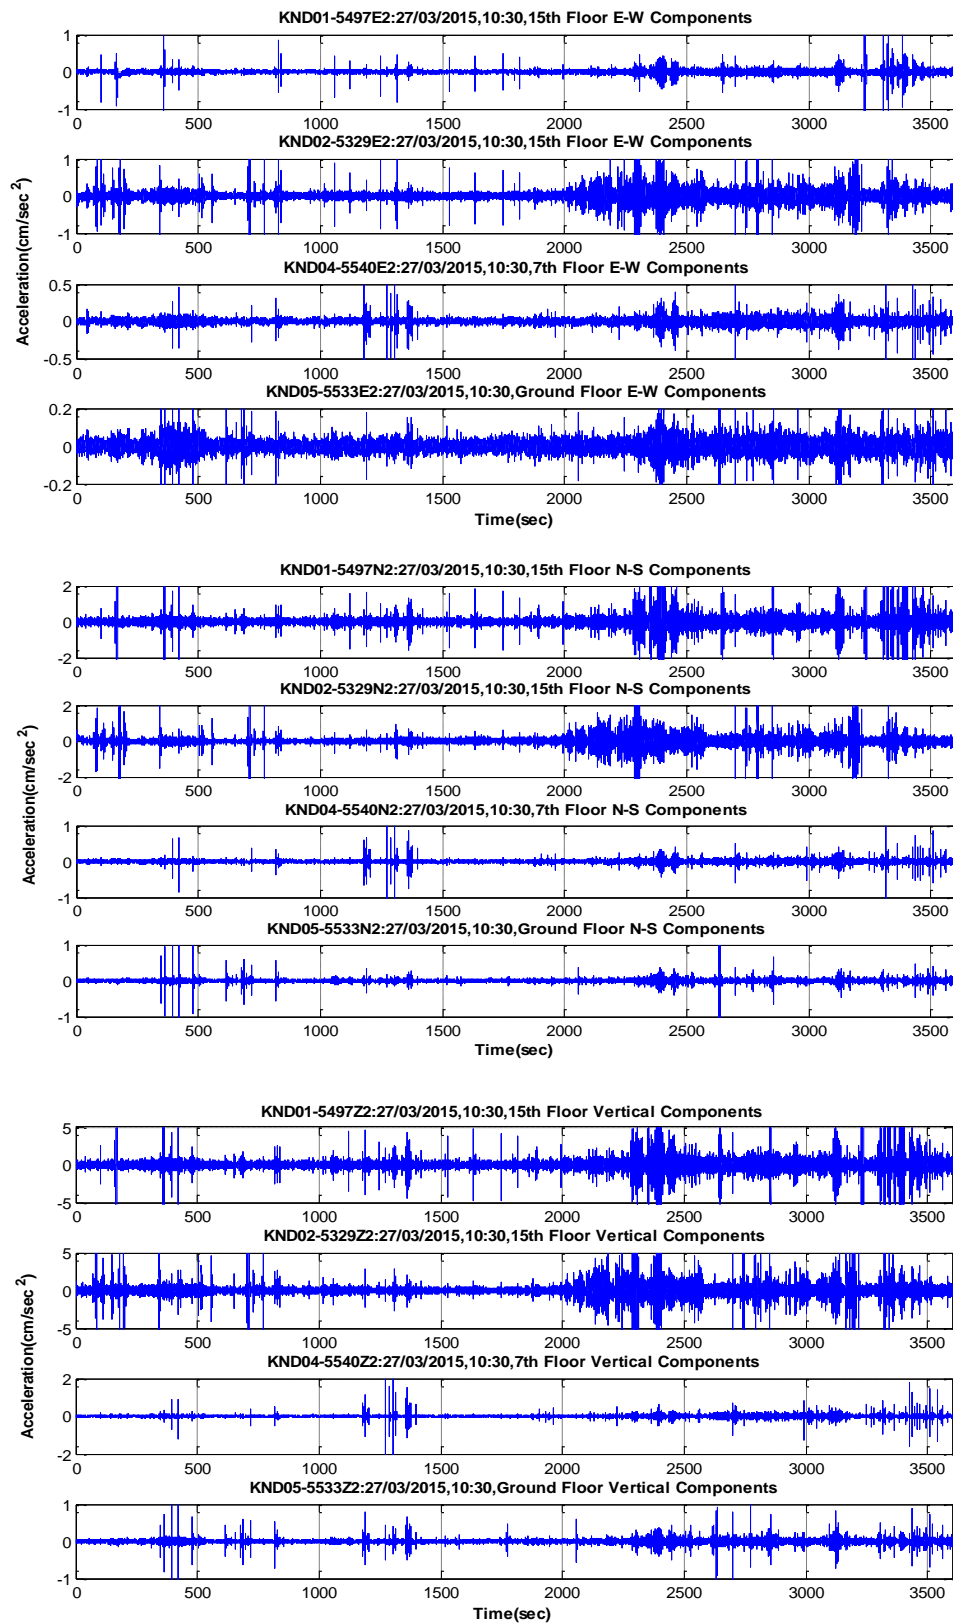 KND01-5497E2:27/03/2015,10:30,15th Floor E-W Components
1
0
-1
0 500 1000 1500 2000 2500 3000 3500
KND02-5329E2:27/03/2015,10:30,15th Floor E-W Components
1
0
-1
0 500 1000 1500 2000 2500 3000 3500
KND04-5540E2:27/03/2015,10:30,7th Floor E-W Components
0.5
0
-0.5
0 500 1000 1500 2000 2500 3000 3500
KND05-5533E2:27/03/2015,10:30,Ground Floor E-W Components
0.2
0
-0.2
0 500 1000 1500 2000 2500 3000 3500
Time(sec)
Acceleration(cm/sec²)
KND01-5497N2:27/03/2015,10:30,15th Floor N-S Components
2
0
-2
0 500 1000 1500 2000 2500 3000 3500
KND02-5329N2:27/03/2015,10:30,15th Floor N-S Components
2
0
-2
0 500 1000 1500 2000 2500 3000 3500
KND04-5540N2:27/03/2015,10:30,7th Floor N-S Components
1
0
-1
0 500 1000 1500 2000 2500 3000 3500
KND05-5533N2:27/03/2015,10:30,Ground Floor N-S Components
1
0
-1
0 500 1000 1500 2000 2500 3000 3500
Time(sec)
Acceleration(cm/sec²)
KND01-5497Z2:27/03/2015,10:30,15th Floor Vertical Components
5
0
-5
0 500 1000 1500 2000 2500 3000 3500
KND02-5329Z2:27/03/2015,10:30,15th Floor Vertical Components
5
0
-5
0 500 1000 1500 2000 2500 3000 3500
KND04-5540Z2:27/03/2015,10:30,7th Floor Vertical Components
2
0
-2
0 500 1000 1500 2000 2500 3000 3500
KND05-5533Z2:27/03/2015,10:30,Ground Floor Vertical Components
1
0
-1
0 500 1000 1500 2000 2500 3000 3500
Time(sec)
Acceleration(cm/sec²)